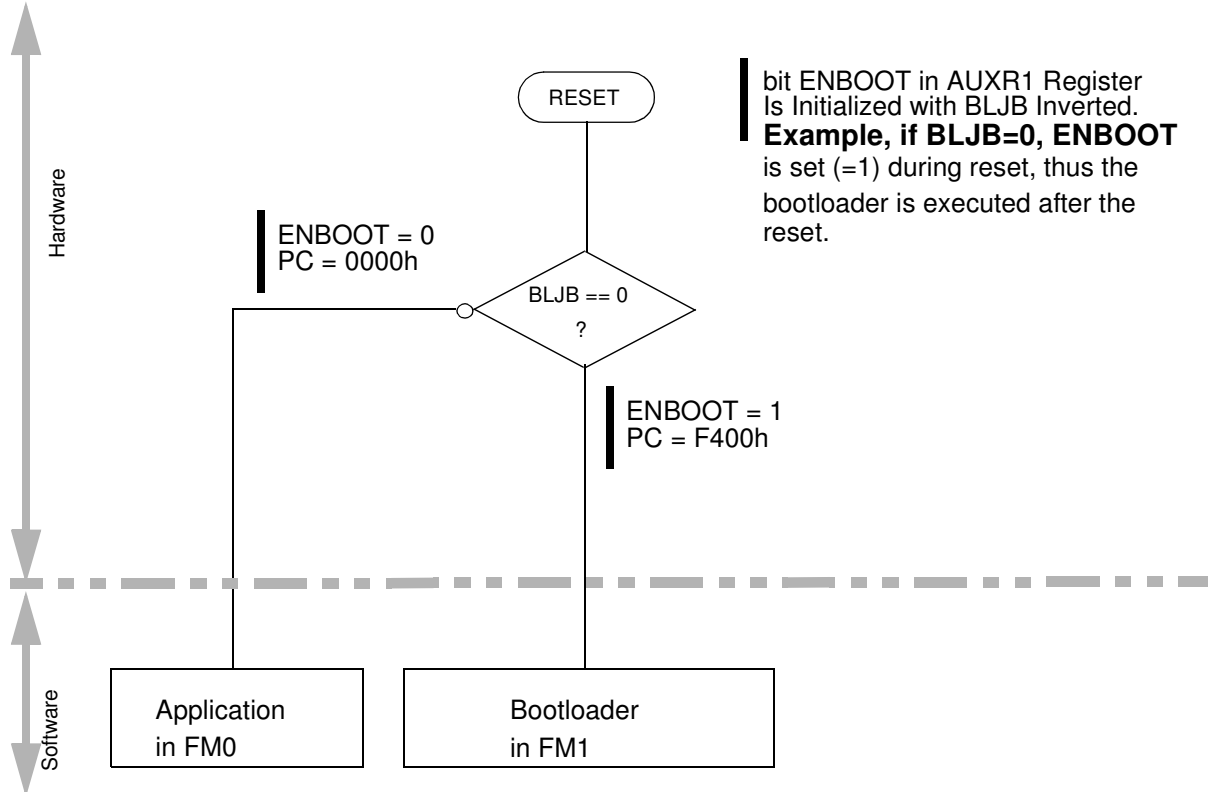 RESET
bit ENBOOT in AUXR1 Register
Is Initialized with BLJB Inverted.
Example, if BLJB=0, ENBOOT
is set (=1) during reset, thus the
bootloader is executed after the
reset.
Hardware
ENBOOT = 0
PC = 0000h
BLJB == 0
?
ENBOOT = 1
PC = F400h
Software
Application
in FM0
Bootloader
in FM1